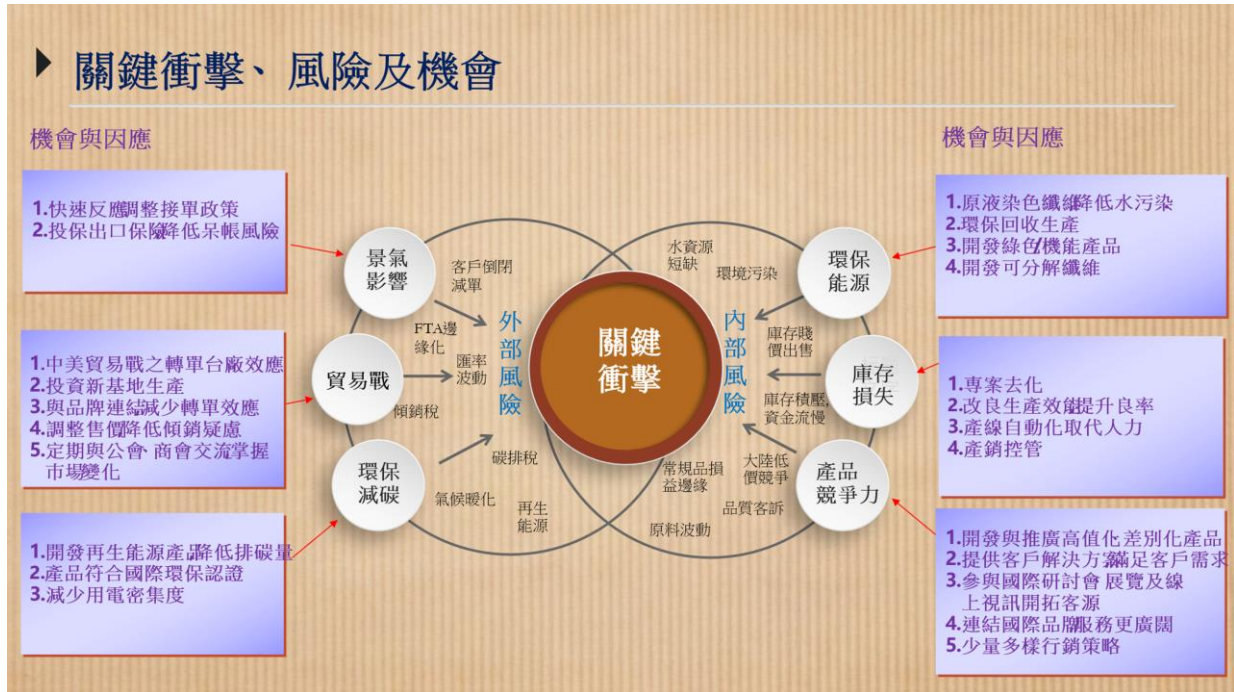 關鍵衝擊、風險及機會
機會與因應
1.快速反應調整接單政策
2.投保出口保險降低呆帳風險
1.中美貿易戰之轉單台廠效應
2.投資新基地生產
3.與品牌連結減少轉單效應
4.調整售價降低傾銷疑慮
5.定期與公會、商會交流掌握
市場變化
1.開發再生能源產品降低排碳量
2.產品符合國際環保認證
3.減少用電密集度
景氣
影響
貿易戰
環保
減碳
客戶倒閉
減單
FTA邊
緣化
匯率
波動
傾銷稅
碳排稅
氣候暖化
再生
能源
外部風險
關鍵
衝擊
內部風險
水資源
短缺
環境污染
庫存賤
價出售
庫存積壓,
資金流慢
大陸低
價競爭
常規品損
益邊緣
品質客訴
原料波動
環保
能源
庫存
損失
產品
競爭力
機會與因應
1.原液染色纖維降低水污染
2.環保回收生產
3.開發綠色/機能產品
4.開發可分解纖維
1.專案去化
2.改良生產效能提升良率
3.產線自動化取代人力
4.產銷控管
1.開發與推廣高值化、差別化產品
2.提供客戶解決方案滿足客戶需求
3.參與國際研討會、展覽及線
上視訊開拓客源
4.連結國際品牌服務更廣闊
5.少量多樣行銷策略